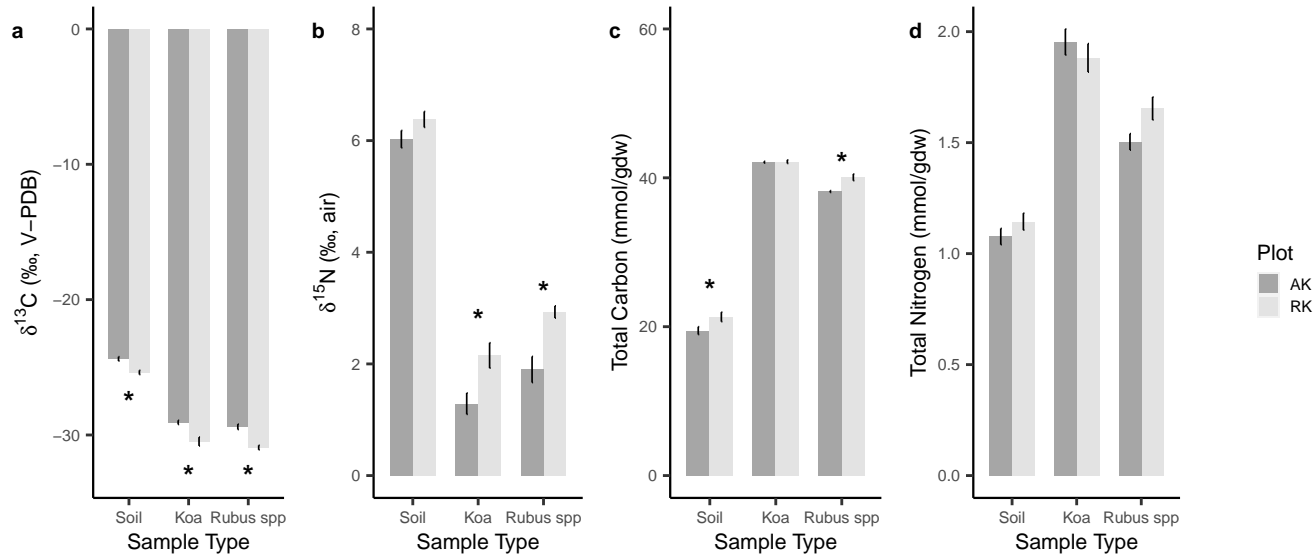 a
δ13C (‰, V−PDB)
0
−10
−20
−30
*
*
*
Soil Koa Rubus spp
Sample Type
b
δ15N (‰, air)
8
6
4
2
0
*
*
Soil Koa Rubus spp
Sample Type
c
Total Carbon (mmol/gdw)
60
40
20
0
*
*
Soil Koa Rubus spp
Sample Type
d
Total Nitrogen (mmol/gdw)
2.0
1.5
1.0
0.5
0.0
Soil Koa Rubus spp
Sample Type
Plot
AK
RK